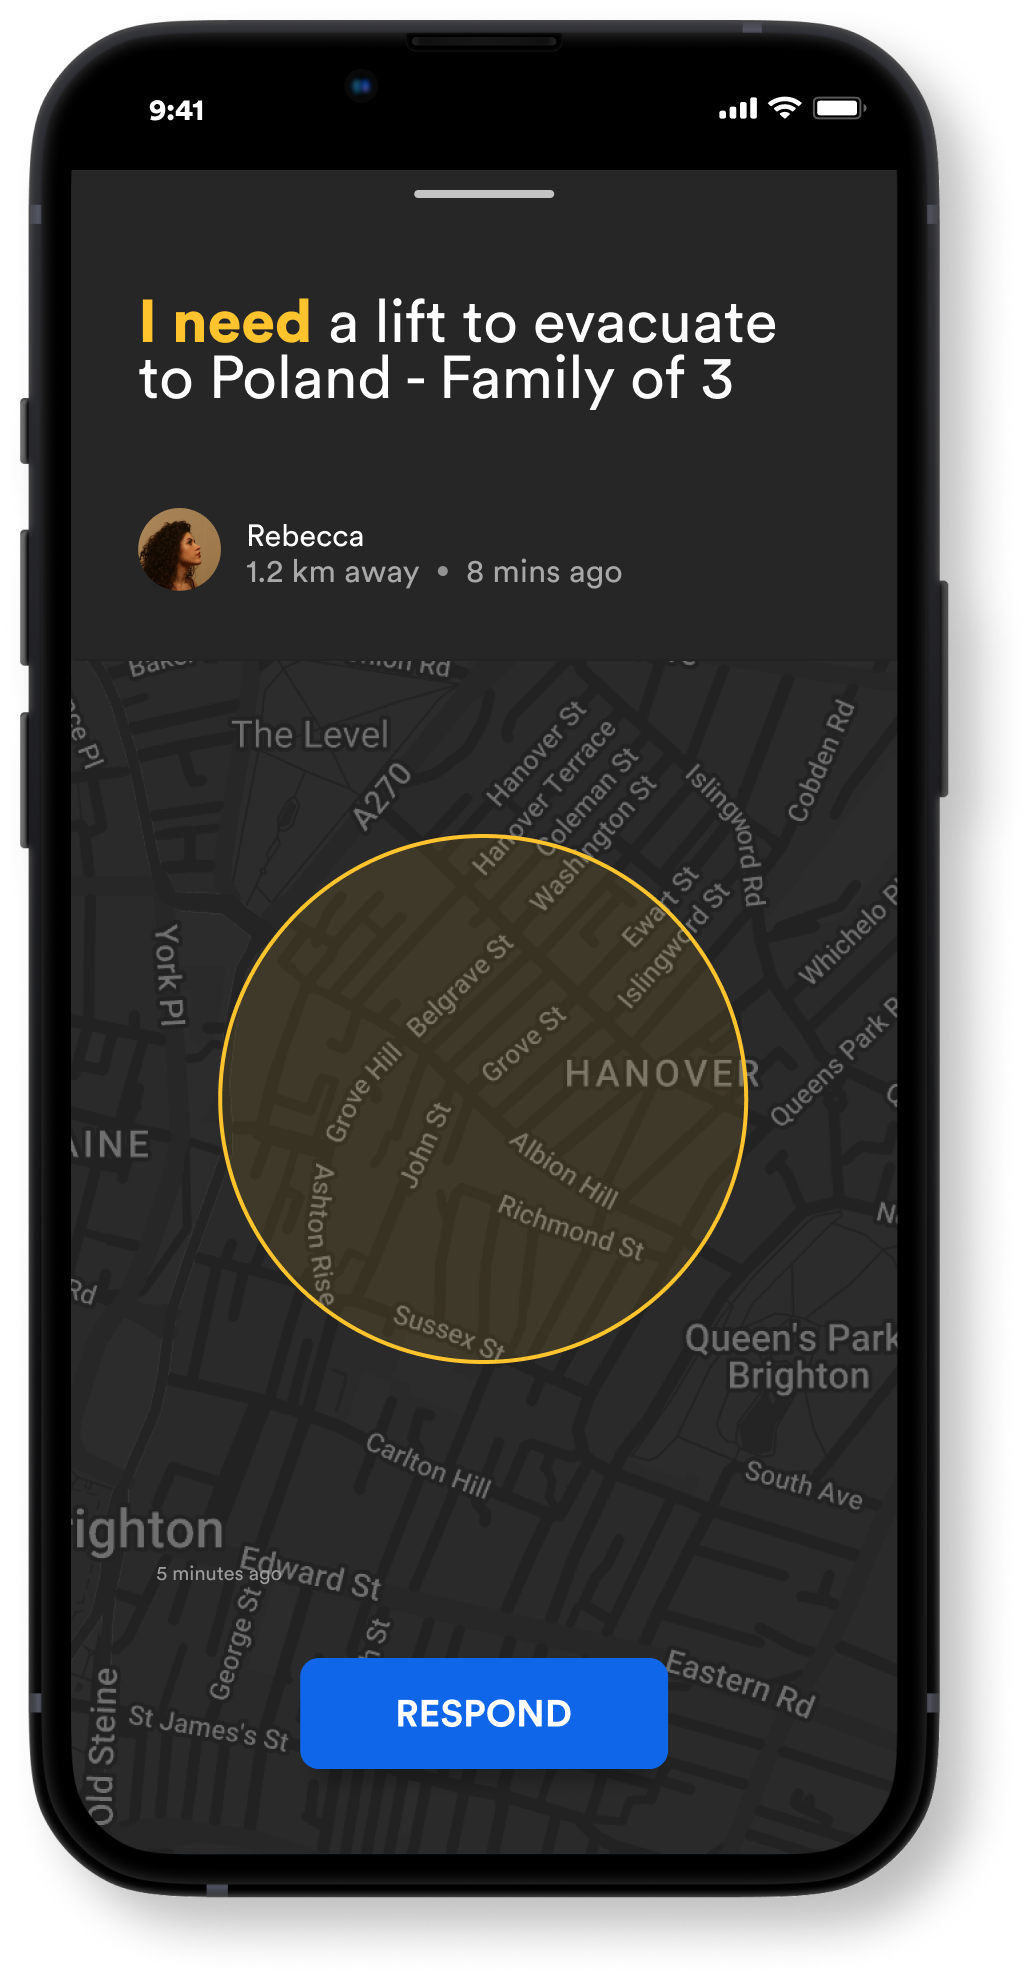 9:41
I need a lift to evacuate
to Poland - Family of 3
Rebecca
1.2 km away • 8 mins ago
The Level
A270
Hanover St
Hanover Terrace
Coleman St
Washington St
Islingword Rd
Cobden Rd
Ewart St
Islingword St
York Pl
Belgrave St
Grove St
Grove Hill
HANOVER
Queens Park R
John St
AINE
Albion Hill
Richmond St
Ashton Rise
Rd
Sussex St
Queen's Park
Brighton
Carlton Hill
South Ave
righton
5 minutes ago
Edward St
George St
h St
Eastern Rd
RESPOND
St James's St
Old Steine